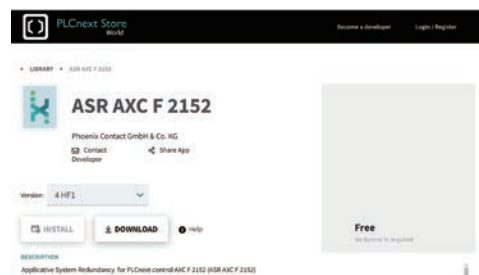 PLCnext Store
World
Become a developer
Login / Register
LIBRARY
ASR AXC F 2152
ASR AXC F 2152
Phoenix Contact GmbH & Co. KG
Contact Developer
Share App
Version: 4 HF1
INSTALL
DOWNLOAD
Help
Free
No license is required
DESCRIPTION
Applicative System Redundancy for PLCnext control AXC F 2152 (ASR AXC F 2152)